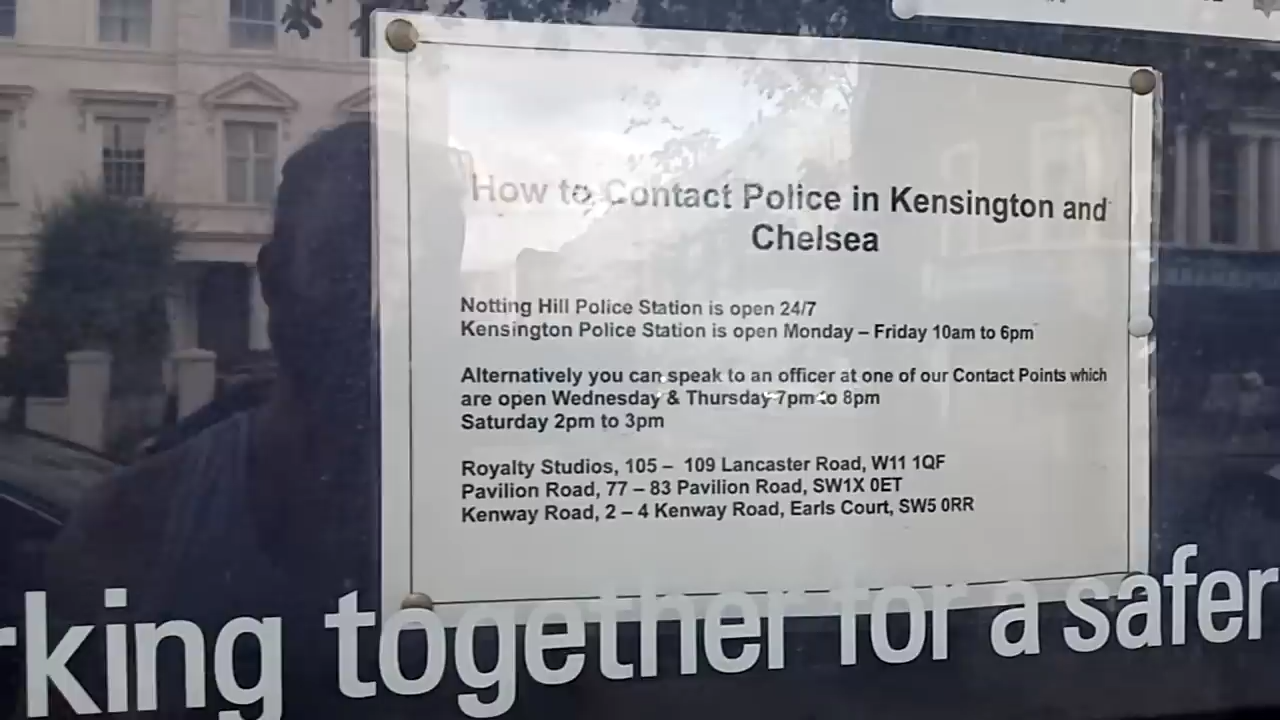 How to Contact Police in Kensington and
Chelsea
Notting Hill Police Station is open 24/7
Kensington Police Station is open Monday – Friday 10am to 6pm
Alternatively you can speak to an officer at one of our Contact Points which
are open Wednesday & Thursday 7pm to 8pm
Saturday 2pm to 3pm
Royalty Studios, 105 – 109 Lancaster Road, W11 1QF
Pavilion Road, 77 – 83 Pavilion Road, SW1X 0ET
Kenway Road, 2 – 4 Kenway Road, Earls Court, SW5 0RR
rking together for a safer